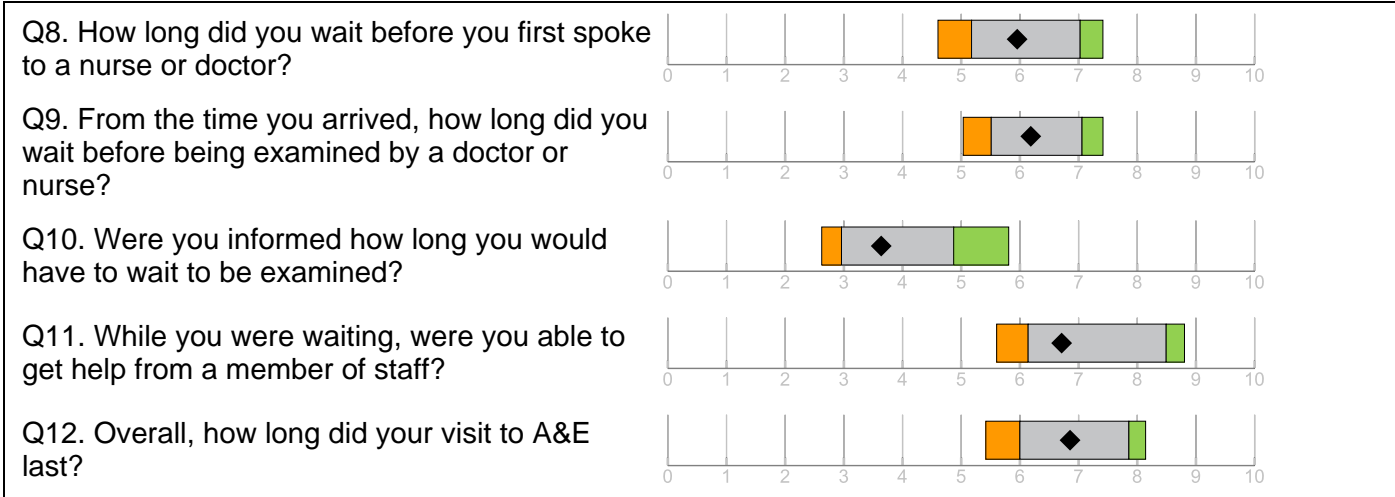 Q8. How long did you wait before you first spoke
to a nurse or doctor?
0 1 2 3 4 5 6 7 8 9 10
Q9. From the time you arrived, how long did you
wait before being examined by a doctor or
nurse?
0 1 2 3 4 5 6 7 8 9 10
Q10. Were you informed how long you would
have to wait to be examined?
0 1 2 3 4 5 6 7 8 9 10
Q11. While you were waiting, were you able to
get help from a member of staff?
0 1 2 3 4 5 6 7 8 9 10
Q12. Overall, how long did your visit to A&E
last?
0 1 2 3 4 5 6 7 8 9 10